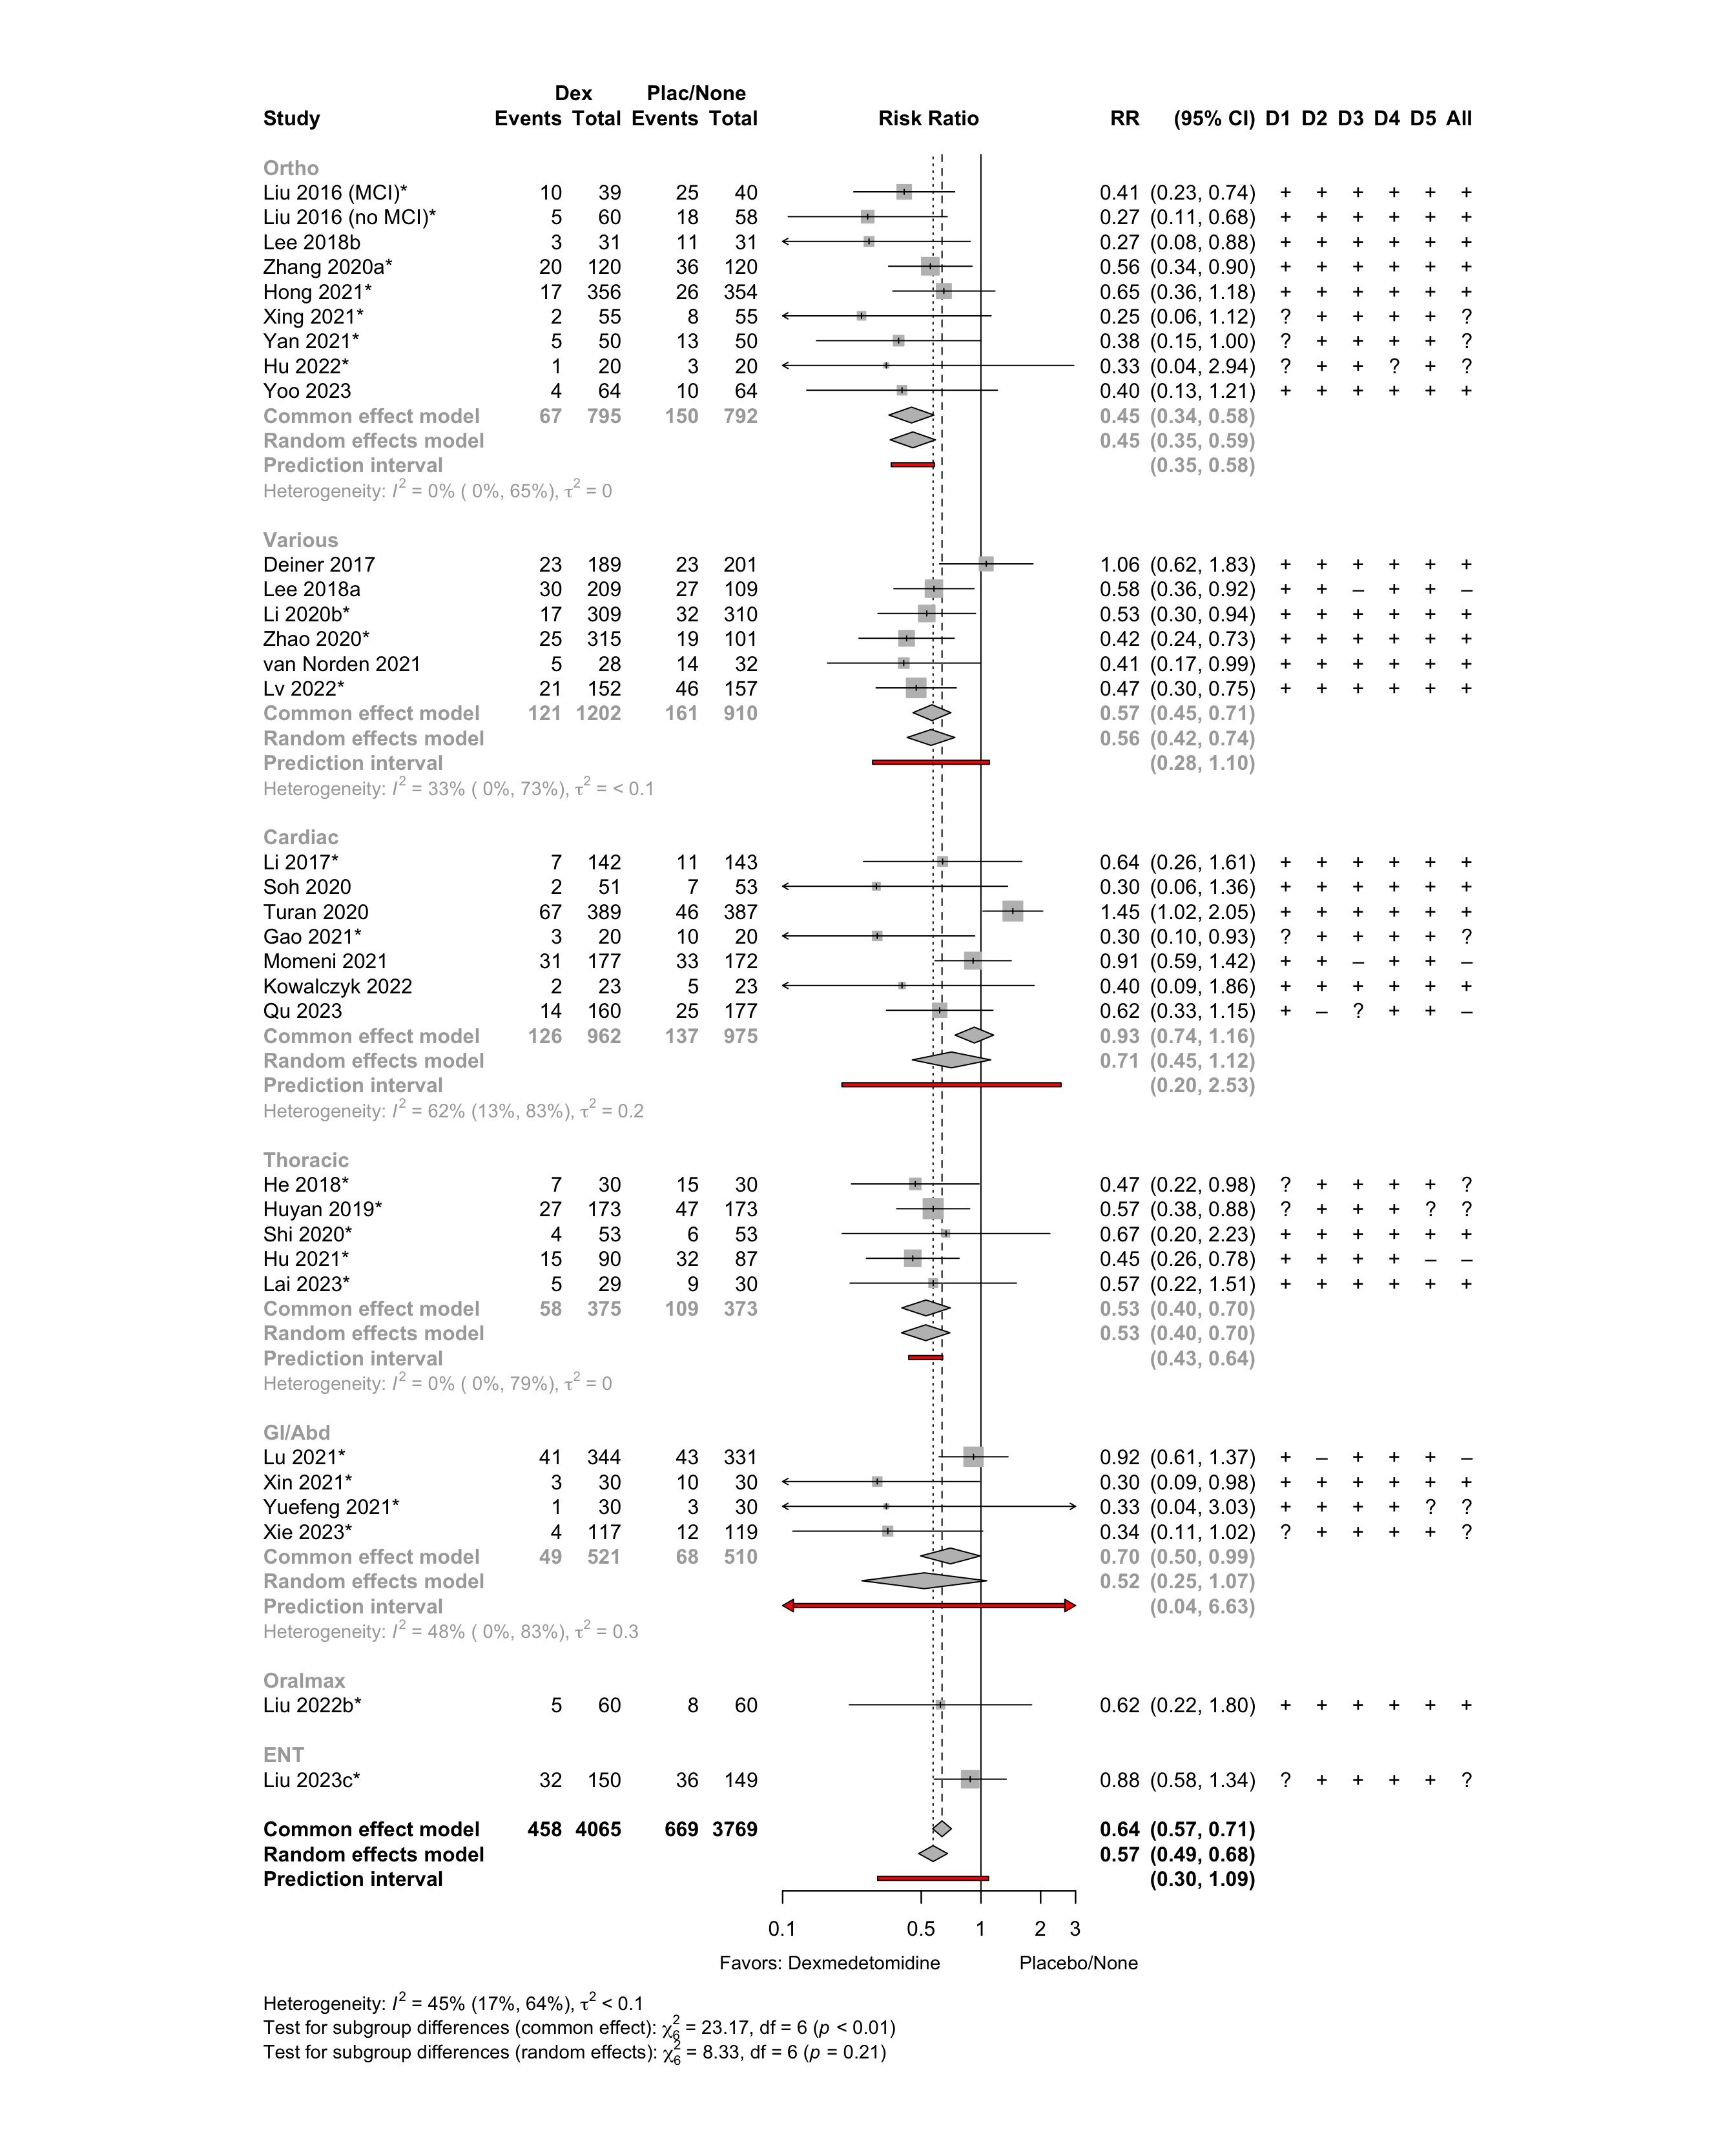 Dex Plac/None
Study Events Total Events Total Risk Ratio RR (95% CI) D1 D2 D3 D4 D5 All
Ortho
Liu 2016 (MCI)* 10 39 25 40 0.41 (0.23, 0.74) + + + + + +
Liu 2016 (no MCI)* 5 60 18 58 0.27 (0.11, 0.68) + + + + + +
Lee 2018b 3 31 11 31 0.27 (0.08, 0.88) + + + + + +
Zhang 2020a* 20 120 36 120 0.56 (0.34, 0.90) + + + + + +
Hong 2021* 17 356 26 354 0.65 (0.36, 1.18) + + + + + +
Xing 2021* 2 55 8 55 0.25 (0.06, 1.12) ? + + + + ?
Yan 2021* 5 50 13 50 0.38 (0.15, 1.00) ? + + + + ?
Hu 2022* 1 20 3 20 0.33 (0.04, 2.94) ? + + ? + ?
Yoo 2023 4 64 10 64 0.40 (0.13, 1.21) + + + + + +
Common effect model 67 795 150 792 0.45 (0.34, 0.58)
Random effects model 0.45 (0.35, 0.59)
Prediction interval (0.35, 0.58)
Heterogeneity: I² = 0% ( 0%, 65%), τ² = 0
Various
Deiner 2017 23 189 23 201 1.06 (0.62, 1.83) + + + + + +
Lee 2018a 30 209 27 109 0.58 (0.36, 0.92) + + – + + –
Li 2020b* 17 309 32 310 0.53 (0.30, 0.94) + + + + + +
Zhao 2020* 25 315 19 101 0.42 (0.24, 0.73) + + + + + +
van Norden 2021 5 28 14 32 0.41 (0.17, 0.99) + + + + + +
Lv 2022* 21 152 46 157 0.47 (0.30, 0.75) + + + + + +
Common effect model 121 1202 161 910 0.57 (0.45, 0.71)
Random effects model 0.56 (0.42, 0.74)
Prediction interval (0.28, 1.10)
Heterogeneity: I² = 33% ( 0%, 73%), τ² = < 0.1
Cardiac
Li 2017* 7 142 11 143 0.64 (0.26, 1.61) + + + + + +
Soh 2020 2 51 7 53 0.30 (0.06, 1.36) + + + + + +
Turan 2020 67 389 46 387 1.45 (1.02, 2.05) + + + + + +
Gao 2021* 3 20 10 20 0.30 (0.10, 0.93) ? + + + + ?
Momeni 2021 31 177 33 172 0.91 (0.59, 1.42) + + – + + –
Kowalczyk 2022 2 23 5 23 0.40 (0.09, 1.86) + + + + + +
Qu 2023 14 160 25 177 0.62 (0.33, 1.15) + – ? + + –
Common effect model 126 962 137 975 0.93 (0.74, 1.16)
Random effects model 0.71 (0.45, 1.12)
Prediction interval (0.20, 2.53)
Heterogeneity: I² = 62% (13%, 83%), τ² = 0.2
Thoracic
He 2018* 7 30 15 30 0.47 (0.22, 0.98) ? + + + + ?
Huyan 2019* 27 173 47 173 0.57 (0.38, 0.88) ? + + + ? ?
Shi 2020* 4 53 6 53 0.67 (0.20, 2.23) + + + + + +
Hu 2021* 15 90 32 87 0.45 (0.26, 0.78) + + + + – –
Lai 2023* 5 29 9 30 0.57 (0.22, 1.51) + + + + + +
Common effect model 58 375 109 373 0.53 (0.40, 0.70)
Random effects model 0.53 (0.40, 0.70)
Prediction interval (0.43, 0.64)
Heterogeneity: I² = 0% ( 0%, 79%), τ² = 0
GI/Abd
Lu 2021* 41 344 43 331 0.92 (0.61, 1.37) + – + + + –
Xin 2021* 3 30 10 30 0.30 (0.09, 0.98) + + + + + +
Yuefeng 2021* 1 30 3 30 0.33 (0.04, 3.03) + + + + ? ?
Xie 2023* 4 117 12 119 0.34 (0.11, 1.02) ? + + + + ?
Common effect model 49 521 68 510 0.70 (0.50, 0.99)
Random effects model 0.52 (0.25, 1.07)
Prediction interval (0.04, 6.63)
Heterogeneity: I² = 48% ( 0%, 83%), τ² = 0.3
Oralmax
Liu 2022b* 5 60 8 60 0.62 (0.22, 1.80) + + + + + +
ENT
Liu 2023c* 32 150 36 149 0.88 (0.58, 1.34) ? + + + + ?
Common effect model 458 4065 669 3769 0.64 (0.57, 0.71)
Random effects model 0.57 (0.49, 0.68)
Prediction interval (0.30, 1.09)
0.1 0.5 1 2 3
Favors: Dexmedetomidine Placebo/None
Heterogeneity: I² = 45% (17%, 64%), τ² < 0.1
Test for subgroup differences (common effect): χ²₆ = 23.17, df = 6 (p < 0.01)
Test for subgroup differences (random effects): χ²₆ = 8.33, df = 6 (p = 0.21)